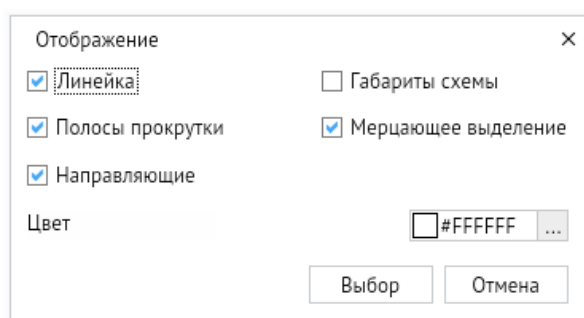 Отображение
Линейка
Габариты схемы
Полосы прокрутки
Мерцающее выделение
Направляющие
Цвет
#FFFFFF ...
Выбор
Отмена